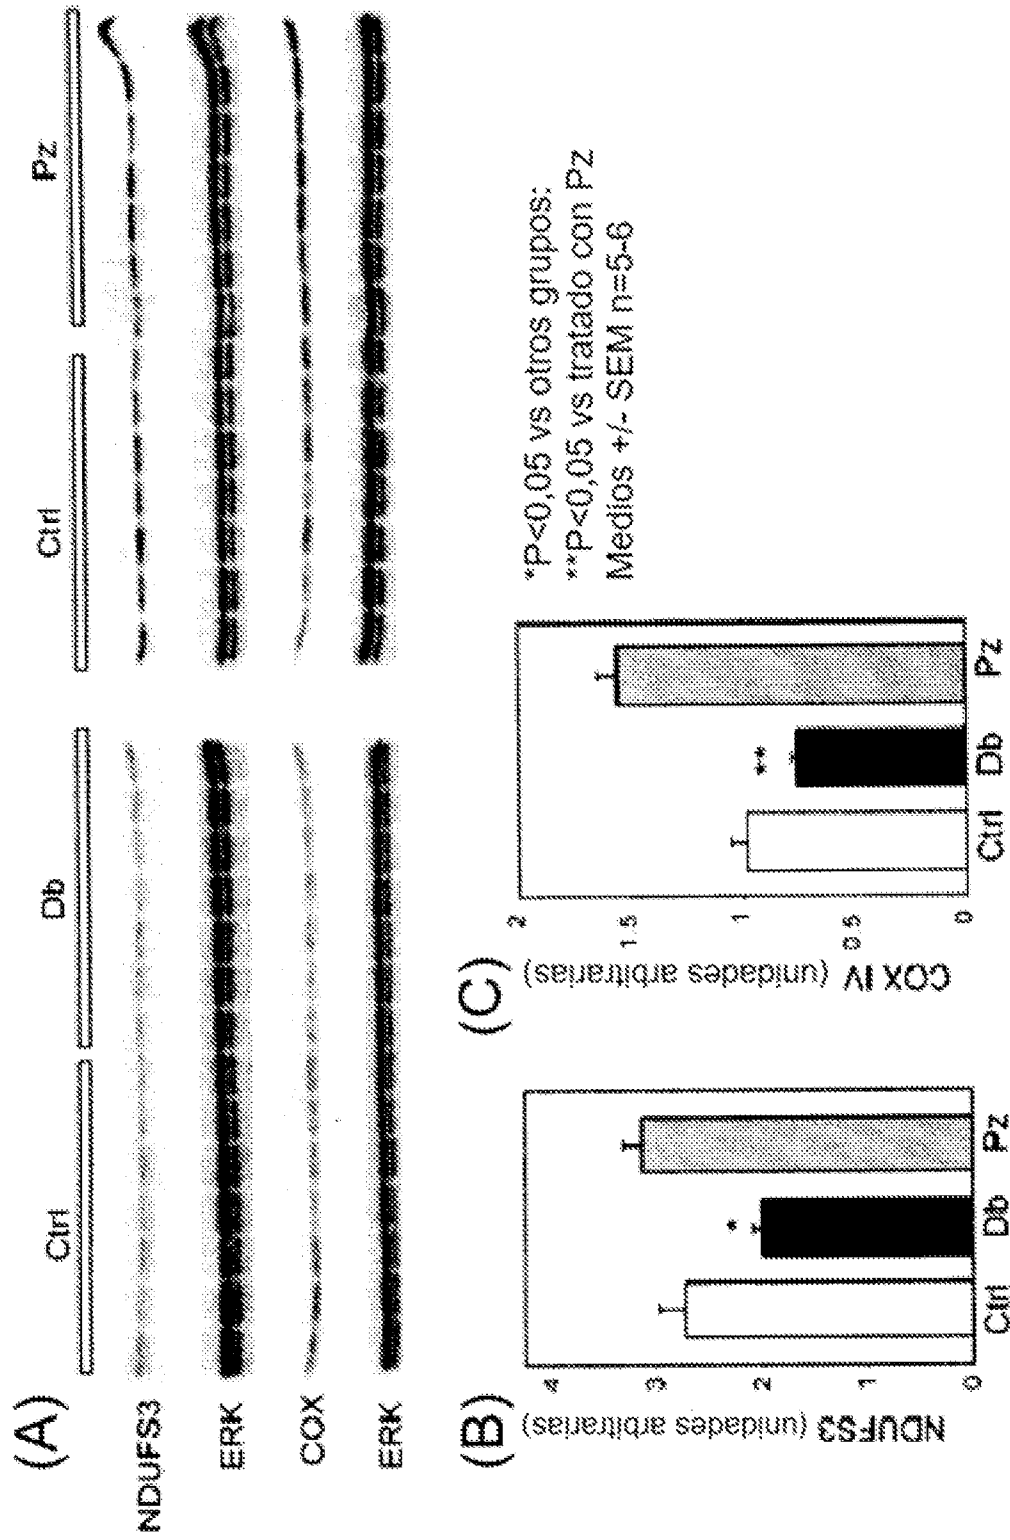 (A)
Ctrl Db Ctrl Pz
NDUFS3
ERK
COX
ERK
(B)
NDUFS3 (unidades arbitrarias)
4
3
2
1
0
*
Ctrl Db Pz
(C)
COX IV (unidades arbitrarias)
2
1.5
1
0.5
0
**
Ctrl Db Pz
*P<0,05 vs otros grupos:
**P<0,05 vs tratado con Pz
Medios +/- SEM n=5-6